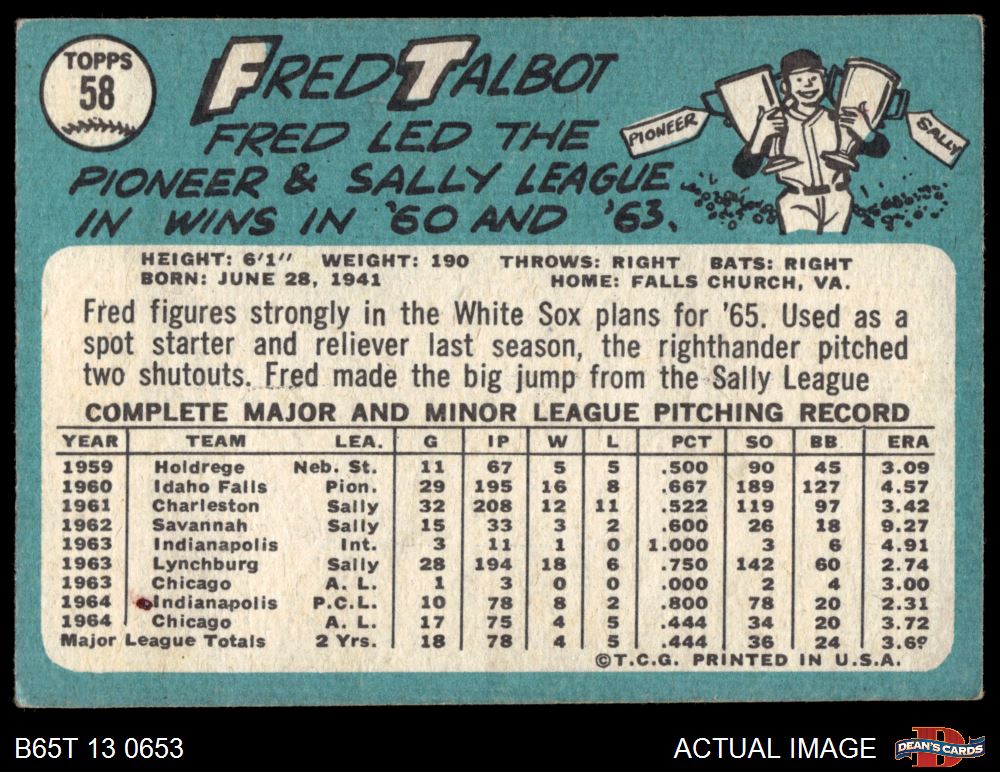 TOPPS
58
FRED TALBOT
FRED LED THE
PIONEER & SALLY LEAGUE
IN WINS IN '60 AND '63.
PIONEER
SALLY
HEIGHT: 6'1" WEIGHT: 190 THROWS: RIGHT BATS: RIGHT
BORN: JUNE 28, 1941 HOME: FALLS CHURCH, VA.
Fred figures strongly in the White Sox plans for '65. Used as a
spot starter and reliever last season, the righthander pitched
two shutouts. Fred made the big jump from the Sally League
COMPLETE MAJOR AND MINOR LEAGUE PITCHING RECORD
YEAR TEAM LEA. G IP W L PCT SO BB ERA
1959 Holdrege Neb. St. 11 67 5 5 .500 90 45 3.09
1960 Idaho Falls Pion. 29 195 16 8 .667 189 127 4.57
1961 Charleston Sally 32 208 12 11 .522 119 97 3.42
1962 Savannah Sally 15 33 3 2 .600 26 18 9.27
1963 Indianapolis Int. 3 11 1 0 1.000 3 6 4.91
1963 Lynchburg Sally 28 194 18 6 .750 142 60 2.74
1963 Chicago A. L. 1 3 0 0 .000 2 4 3.00
1964 Indianapolis P.C.L. 10 78 8 2 .800 78 20 2.31
1964 Chicago A. L. 17 75 4 5 .444 34 20 3.72
Major League Totals 2 Yrs. 18 78 4 5 .444 36 24 3.69
©T.C.G. PRINTED IN U.S.A.
B65T 13 0653 ACTUAL IMAGE DEAN'S CARDS